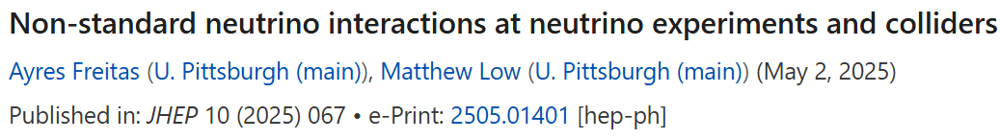 Non-standard neutrino interactions at neutrino experiments and colliders
Ayres Freitas (U. Pittsburgh (main)), Matthew Low (U. Pittsburgh (main)) (May 2, 2025)
Published in: JHEP 10 (2025) 067 • e-Print: 2505.01401 [hep-ph]